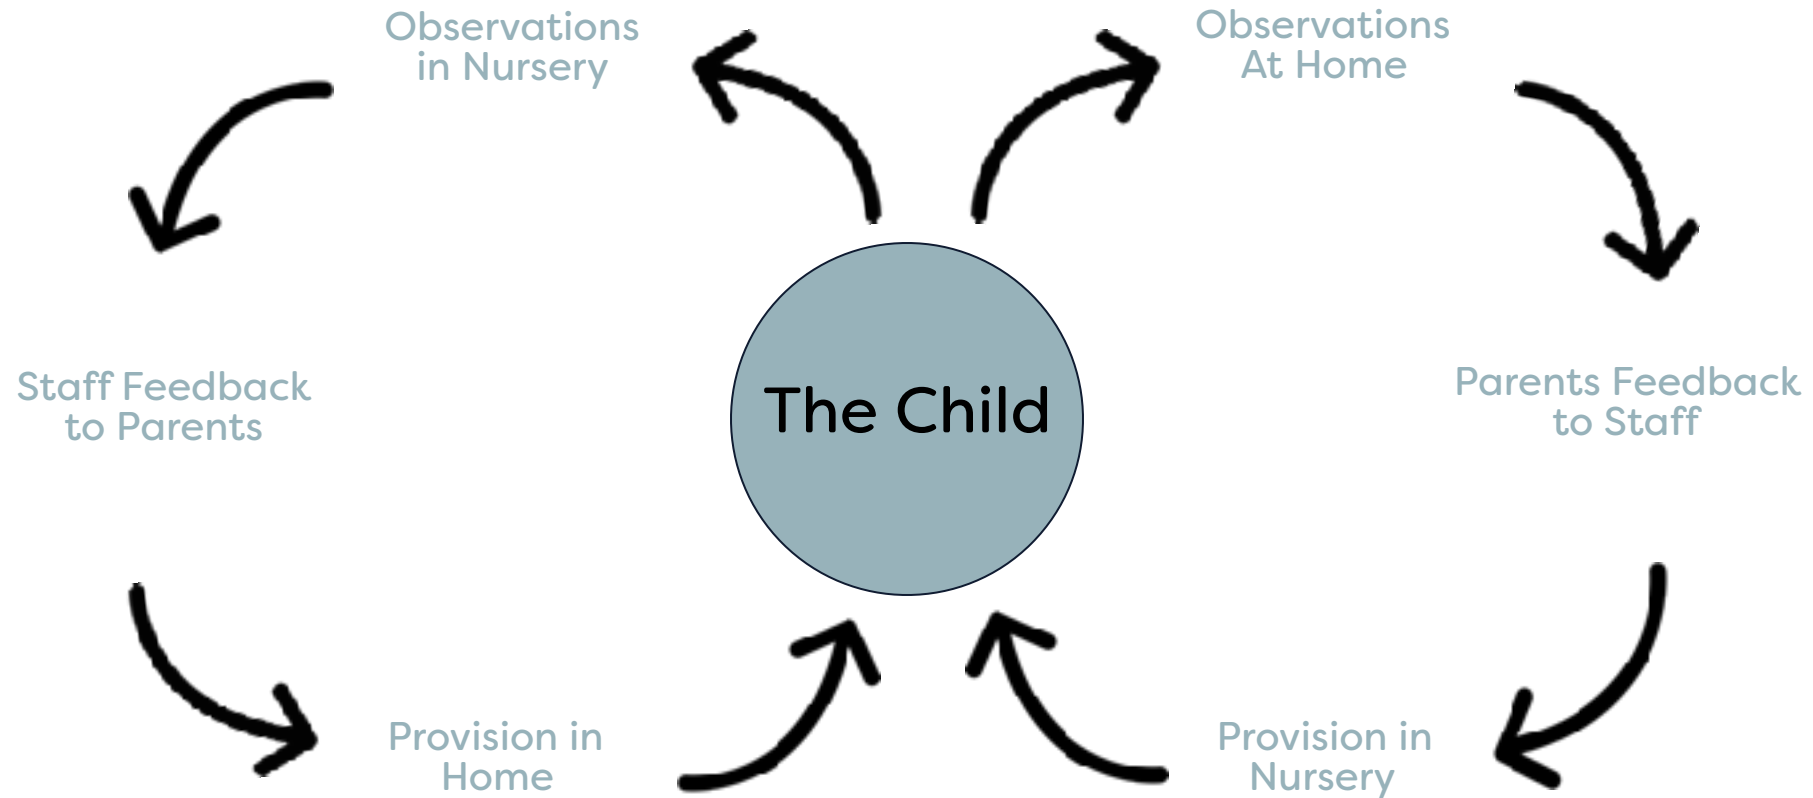 Observations
in Nursery
Observations
At Home
Staff Feedback
to Parents
The Child
Parents Feedback
to Staff
Provision in
Home
Provision in
Nursery